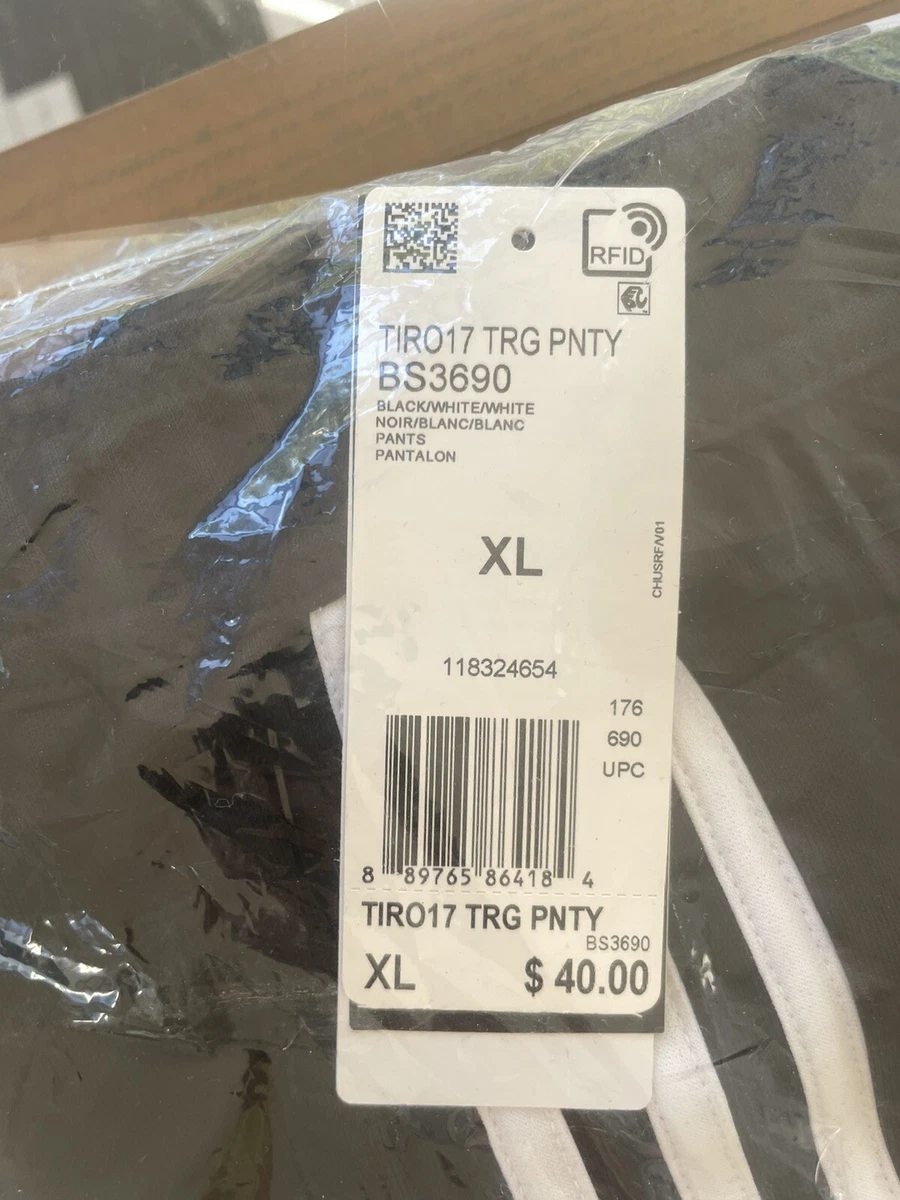 RFID
TIRO17 TRG PNTY
BS3690
BLACK/WHITE/WHITE
NOIR/BLANC/BLANC
PANTS
PANTALON
XL
CHUSRFA/V01
118324654
176
690
UPC
8 89765 86418 4
TIRO17 TRG PNTY
BS3690
XL $ 40.00